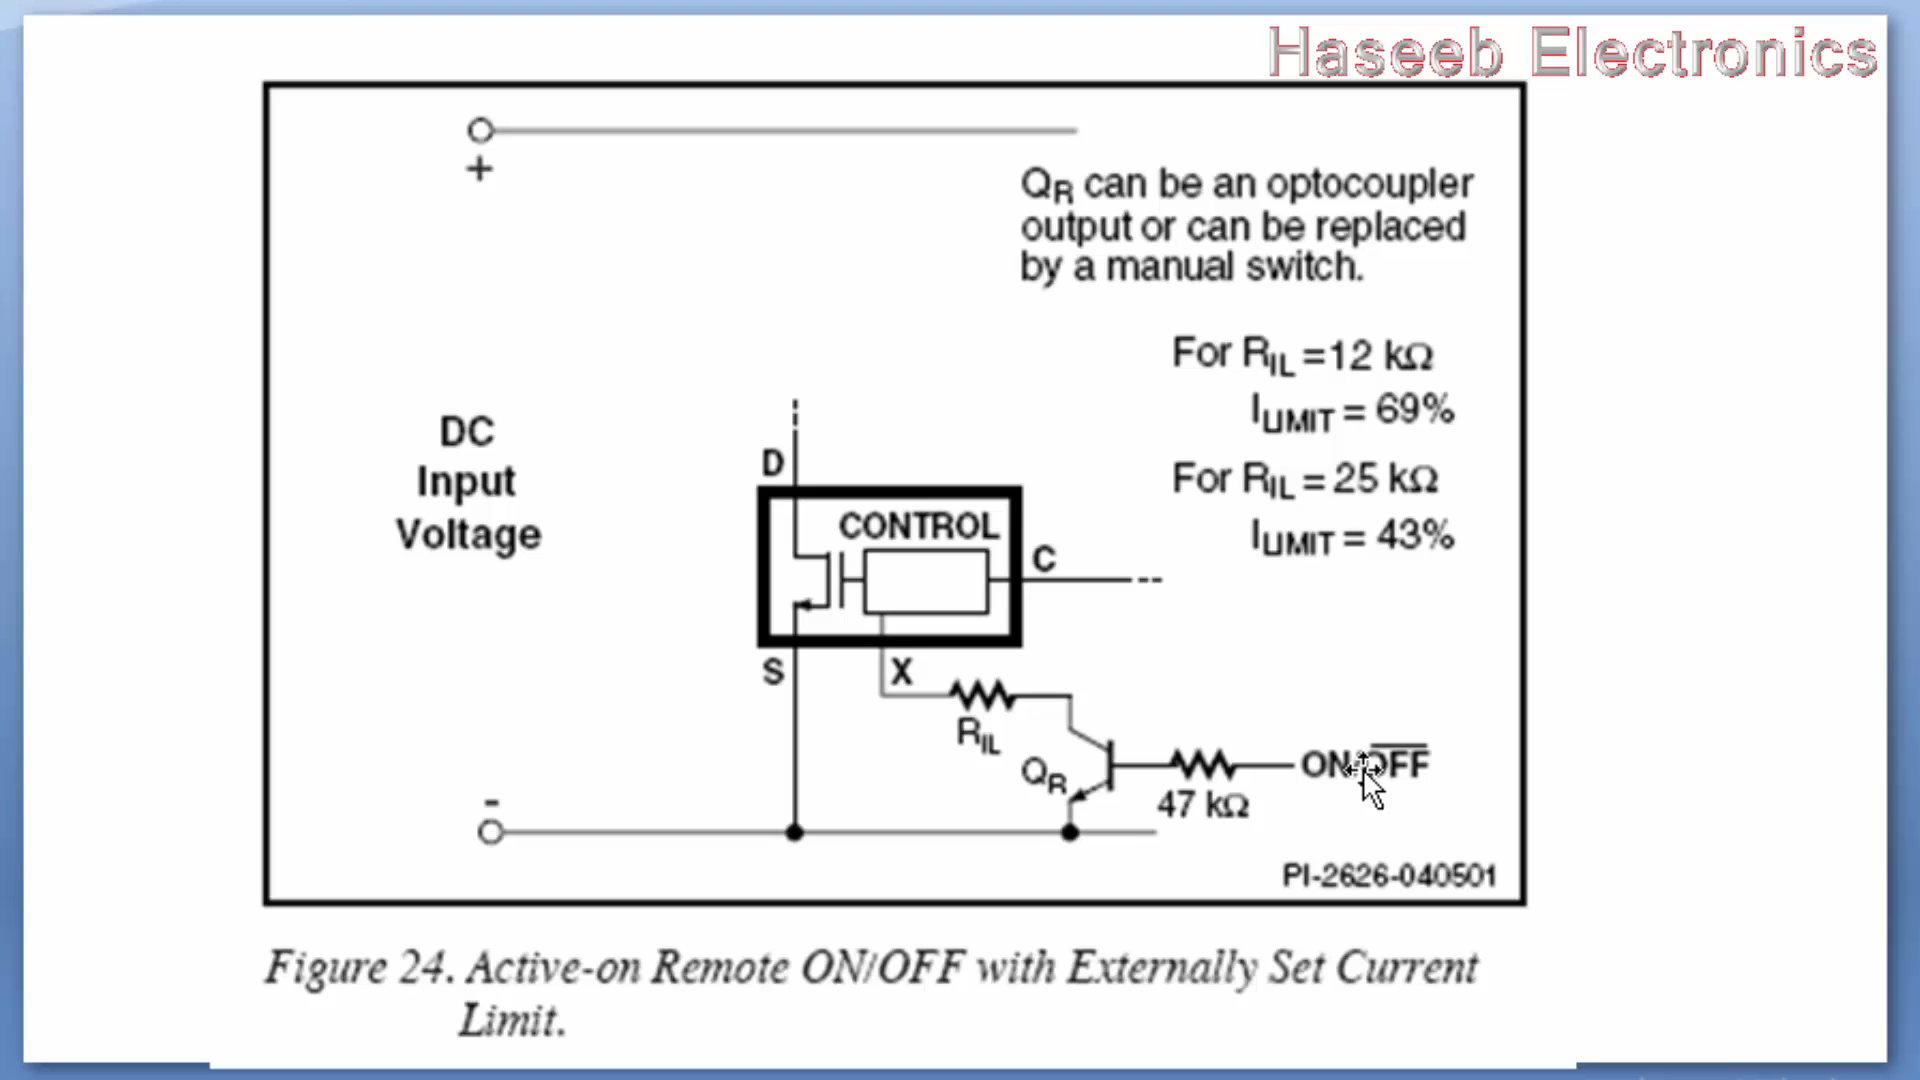 Haseeb Electronics
+
QR can be an optocoupler
output or can be replaced
by a manual switch.
For RIL =12 kΩ
ILIMIT = 69%
For RIL = 25 kΩ
ILIMIT = 43%
DC
Input
Voltage
D
CONTROL
C
S
X
RIL
QR
ON/OFF
47 kΩ
-
PI-2626-040501
Figure 24. Active-on Remote ON/OFF with Externally Set Current
Limit.